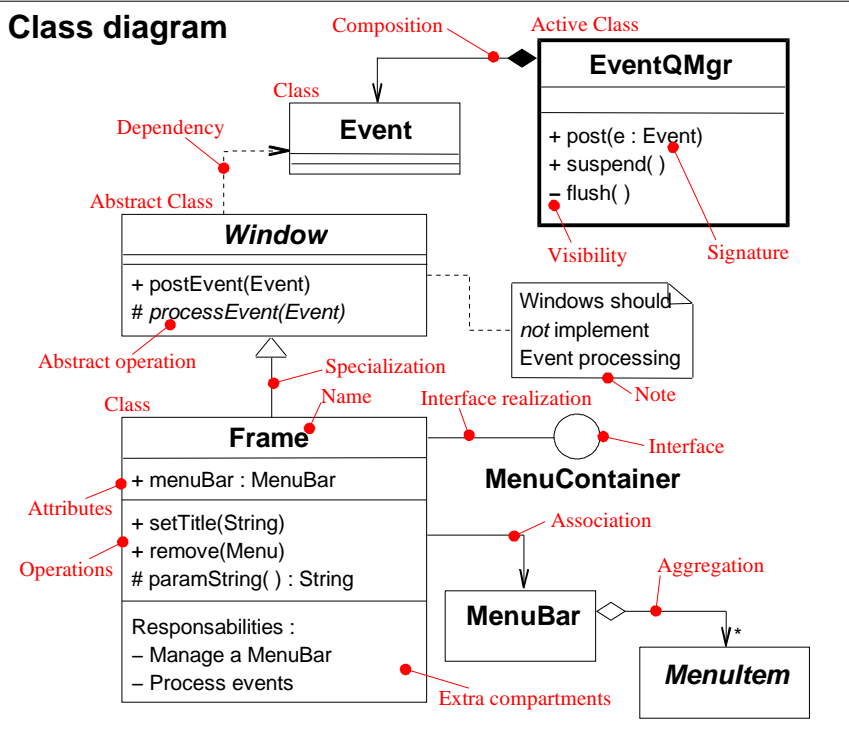 Class diagram
Composition
Active Class
EventQMgr
+ post(e : Event)
+ suspend( )
– flush( )
Visibility
Signature
Class
Event
Dependency
Abstract Class
Window
+ postEvent(Event)
# processEvent(Event)
Abstract operation
Windows should
not implement
Event processing
Note
Specialization
Class
Name
Frame
+ menuBar : MenuBar
Attributes
+ setTitle(String)
+ remove(Menu)
# paramString( ) : String
Operations
Responsabilities :
– Manage a MenuBar
– Process events
Extra compartments
Interface realization
Interface
MenuContainer
Association
MenuBar
Aggregation
*
MenuItem